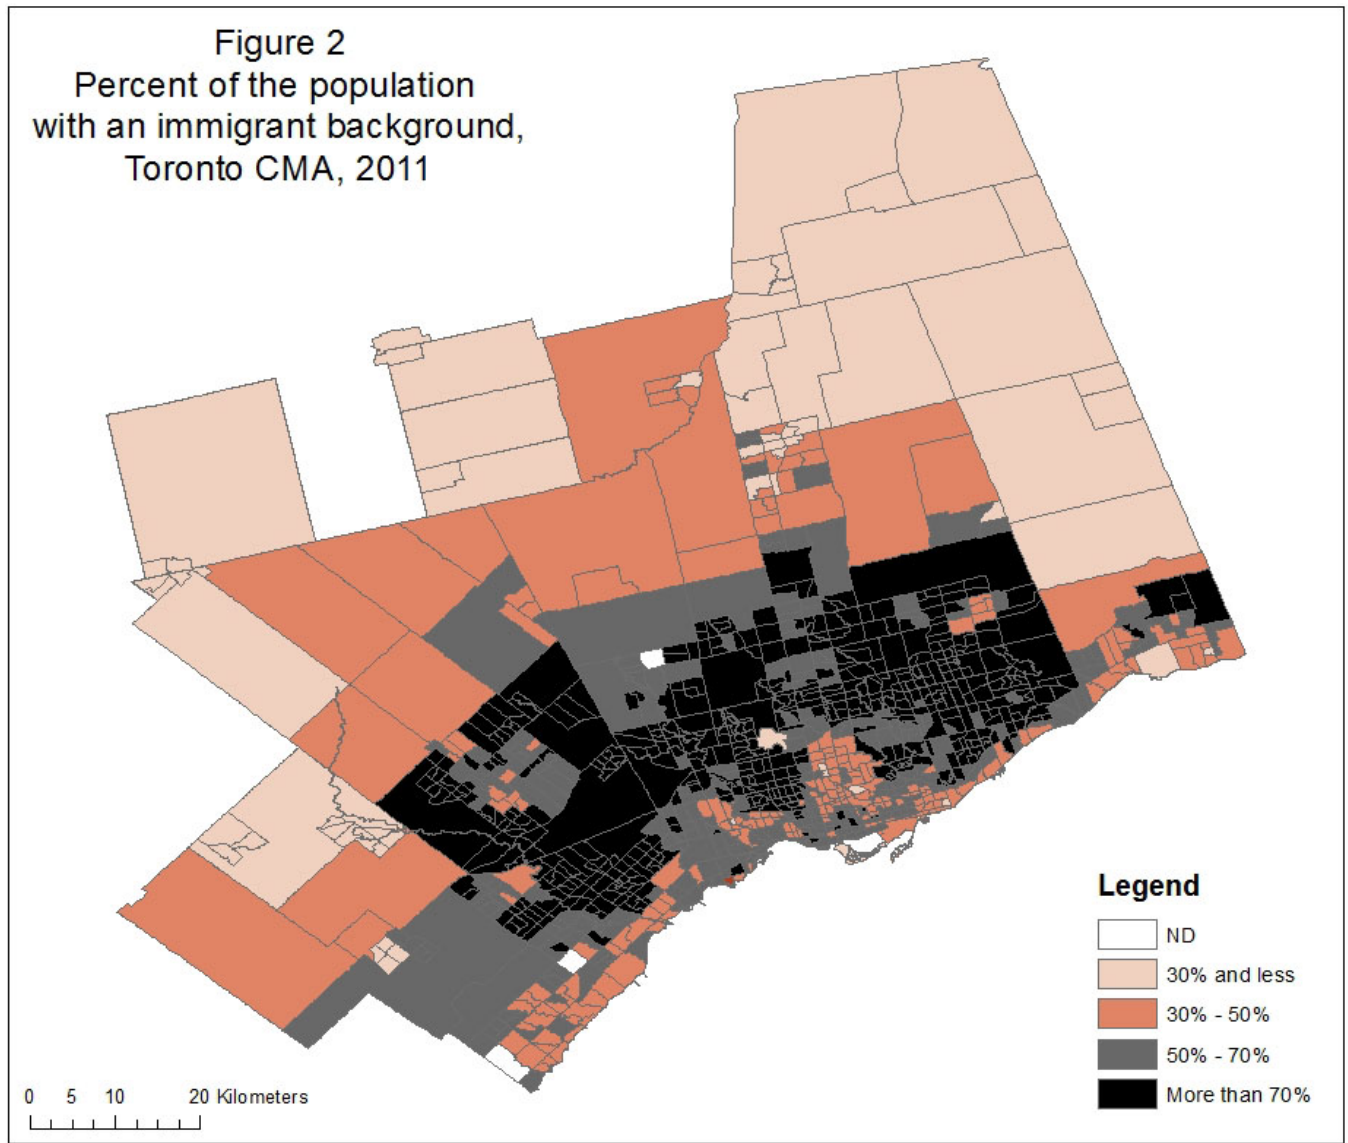 Figure 2
Percent of the population
with an immigrant background,
Toronto CMA, 2011
Legend
ND
30% and less
30% - 50%
50% - 70%
More than 70%
0 5 10 20 Kilometers